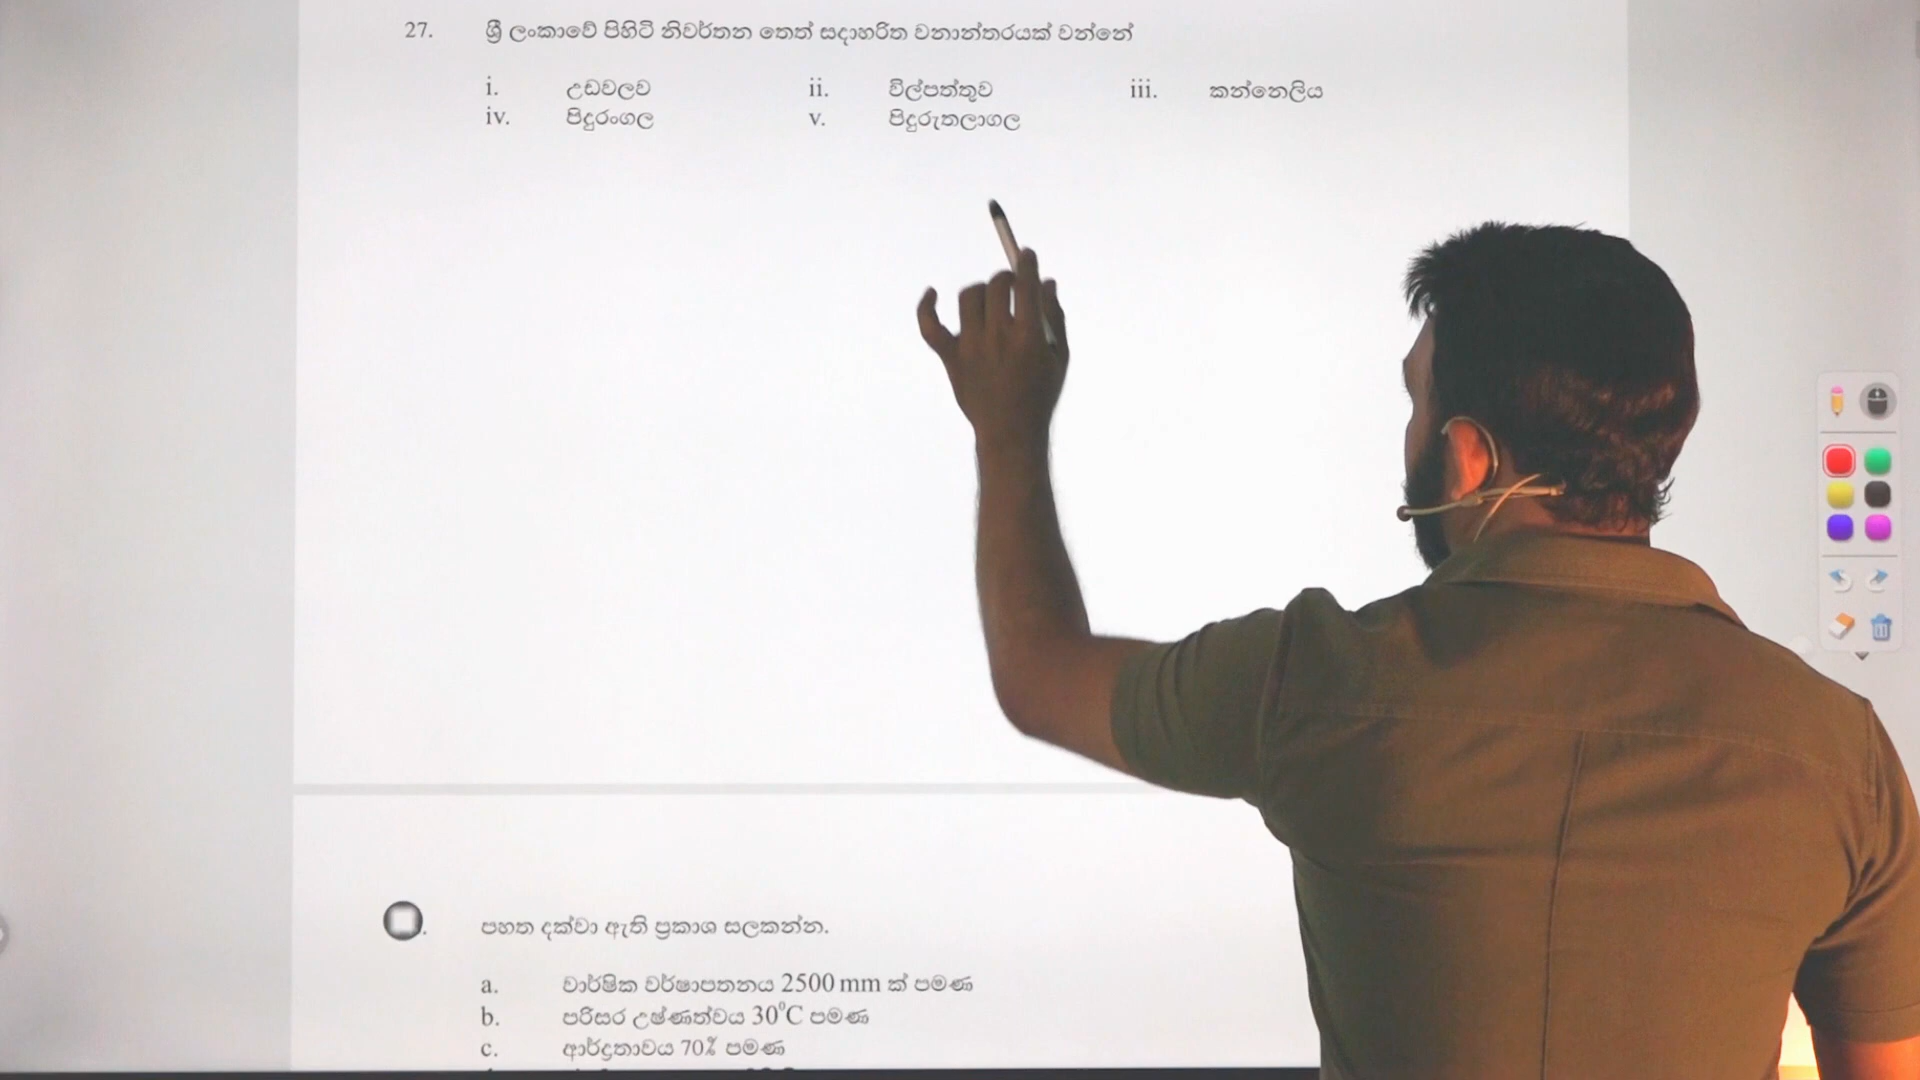 27. ශ්‍රී ලංකාවේ පිහිටි නිවර්තන තෙත් සදාහරිත වනාන්තරයක් වන්නේ
i. උඩවලව ii. විල්පත්තුව iii. කන්නෙලිය
iv. පිදුරංගල v. පිදුරුතලාගල
පහත දක්වා ඇති ප්‍රකාශ සලකන්න.
a. වාර්ෂික වර්ෂාපතනය 2500 mm ක් පමණ
b. පරිසර උෂ්ණත්වය 30⁰C පමණ
c. ආර්ද්‍රතාවය 70% පමණ